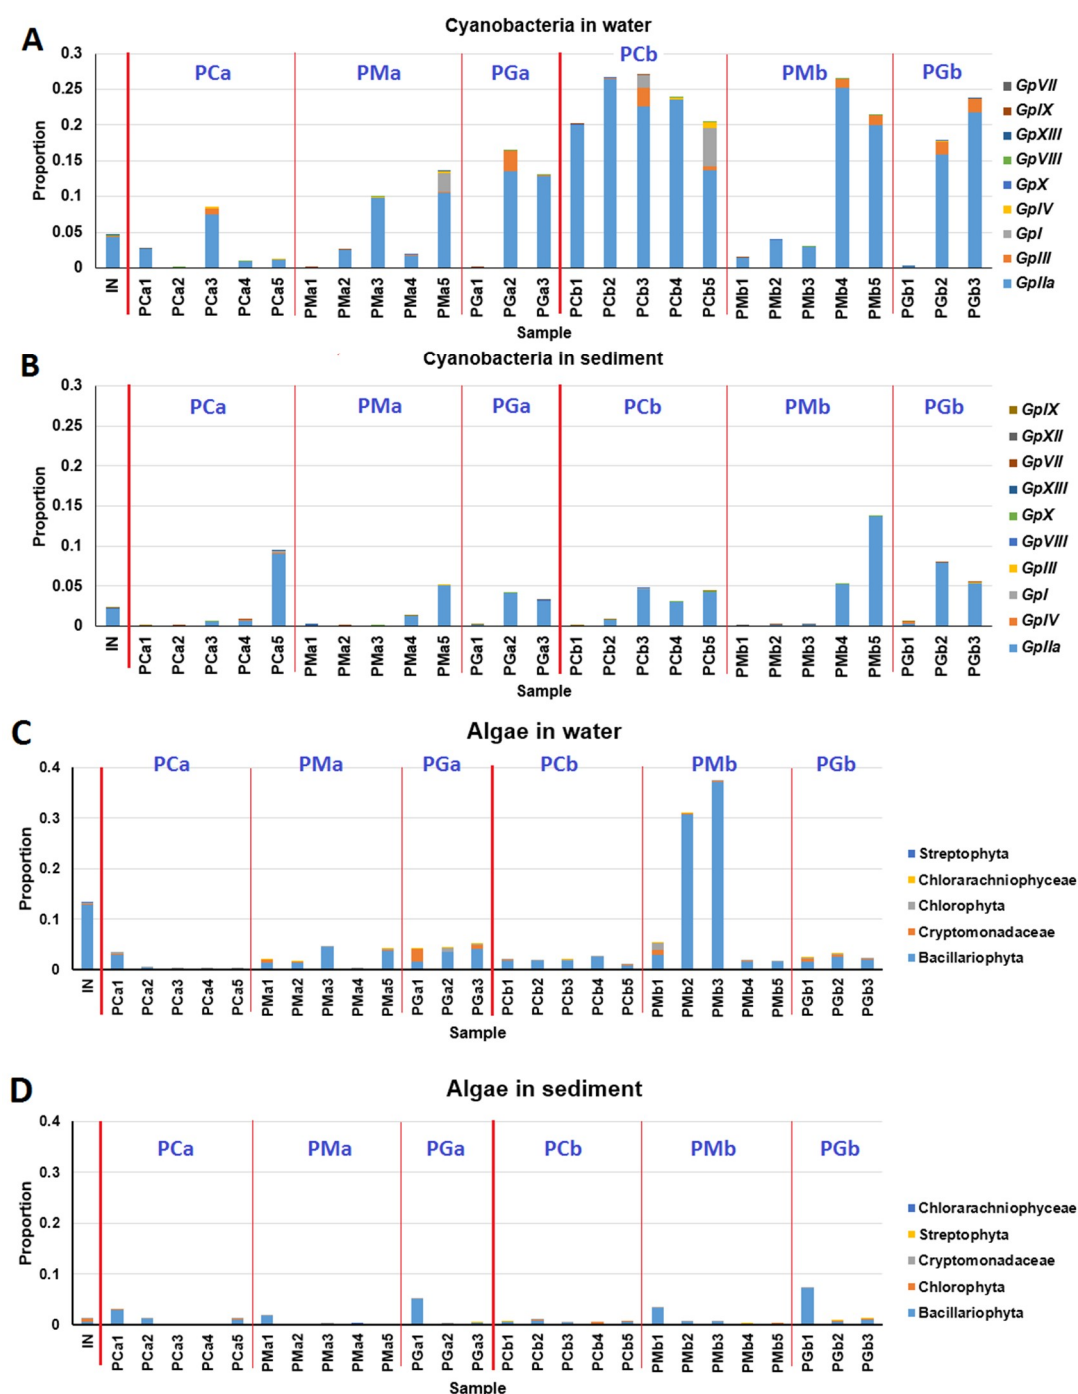 A
Cyanobacteria in water
PCa PMa PGa PCb PMb PGb
Proportion
0.3
0.25
0.2
0.15
0.1
0.05
0
IN PCa1 PCa2 PCa3 PCa4 PCa5 PMa1 PMa2 PMa3 PMa4 PMa5 PGa1 PGa2 PGa3 PCb1 PCb2 PCb3 PCb4 PCb5 PMb1 PMb2 PMb3 PMb4 PMb5 PGb1 PGb2 PGb3
Sample
GpVII
GpIX
GpXIII
GpVIII
GpX
GpIV
GpI
GpIII
GpIIa
B
Cyanobacteria in sediment
PCa PMa PGa PCb PMb PGb
Proportion
0.3
0.25
0.2
0.15
0.1
0.05
0
IN PCa1 PCa2 PCa3 PCa4 PCa5 PMa1 PMa2 PMa3 PMa4 PMa5 PGa1 PGa2 PGa3 PCb1 PCb2 PCb3 PCb4 PCb5 PMb1 PMb2 PMb3 PMb4 PMb5 PGb1 PGb2 PGb3
Sample
GpIX
GpXII
GpVII
GpXIII
GpX
GpVIII
GpIII
GpI
GpIV
GpIIa
C
Algae in water
PCa PMa PGa PCb PMb PGb
Proportion
0.4
0.3
0.2
0.1
0
IN PCa1 PCa2 PCa3 PCa4 PCa5 PMa1 PMa2 PMa3 PMa4 PMa5 PGa1 PGa2 PGa3 PCb1 PCb2 PCb3 PCb4 PCb5 PMb1 PMb2 PMb3 PMb4 PMb5 PGb1 PGb2 PGb3
Sample
Streptophyta
Chlorarachniophyceae
Chlorophyta
Cryptomonadaceae
Bacillariophyta
D
Algae in sediment
PCa PMa PGa PCb PMb PGb
Proportion
0.4
0.3
0.2
0.1
0
IN PCa1 PCa2 PCa3 PCa4 PCa5 PMa1 PMa2 PMa3 PMa4 PMa5 PGa1 PGa2 PGa3 PCb1 PCb2 PCb3 PCb4 PCb5 PMb1 PMb2 PMb3 PMb4 PMb5 PGb1 PGb2 PGb3
Sample
Chlorarachniophyceae
Streptophyta
Cryptomonadaceae
Chlorophyta
Bacillariophyta